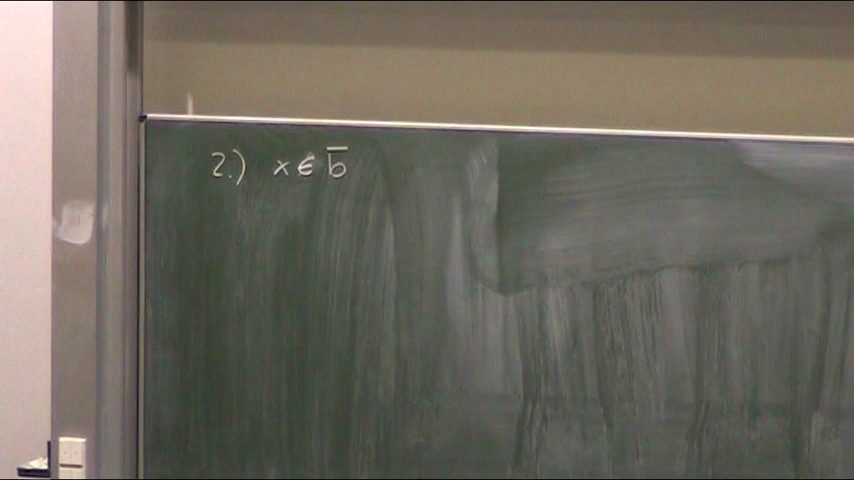 2.) x ∈ b̅